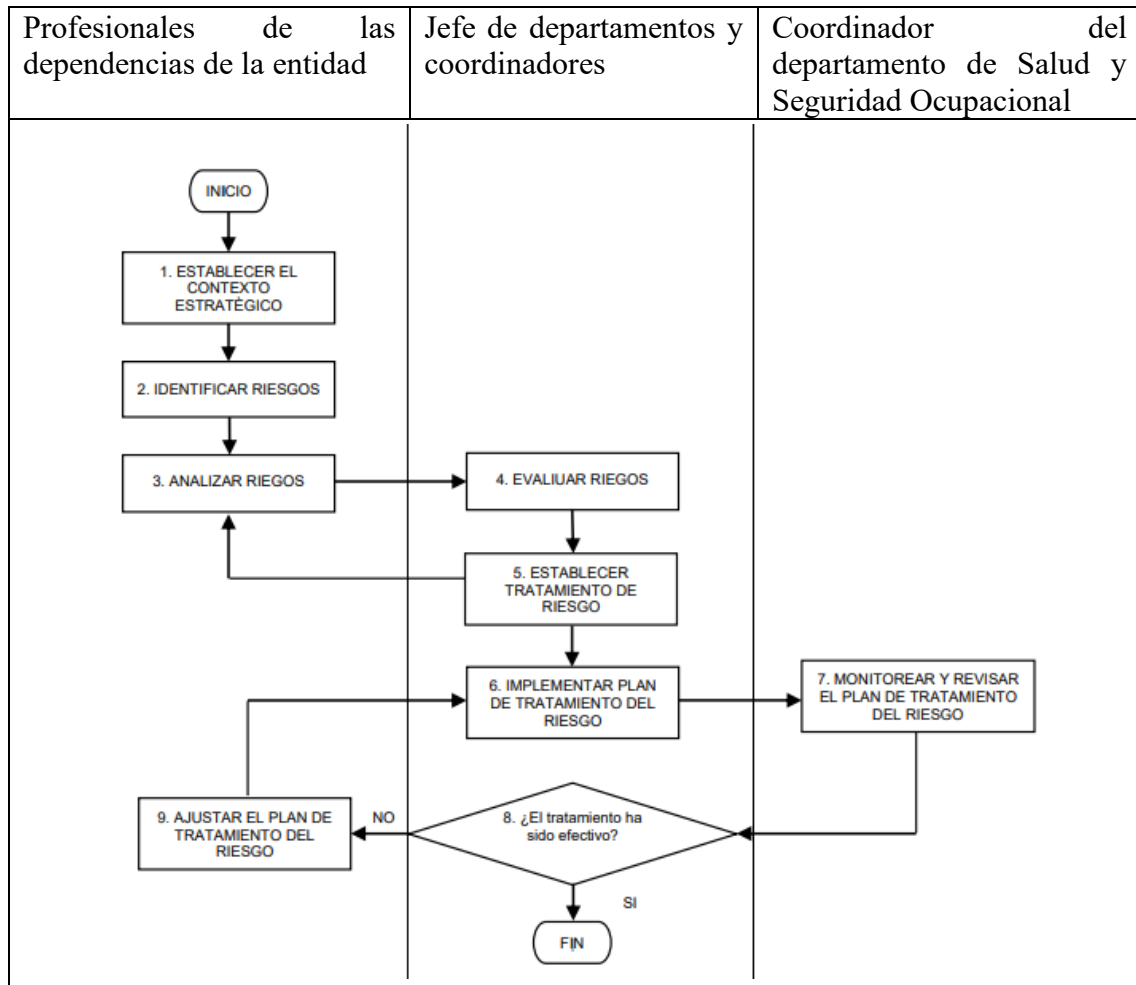 Profesionales de las
dependencias de la entidad
Jefe de departamentos y
coordinadores
Coordinador del
departamento de Salud y
Seguridad Ocupacional
INICIO
1. ESTABLECER EL
CONTEXTO
ESTRATÉGICO
2. IDENTIFICAR RIESGOS
3. ANALIZAR RIEGOS
4. EVALIUAR RIEGOS
5. ESTABLECER
TRATAMIENTO DE
RIESGO
6. IMPLEMENTAR PLAN
DE TRATAMIENTO DEL
RIESGO
7. MONITOREAR Y REVISAR
EL PLAN DE TRATAMIENTO
DEL RIESGO
8. ¿El tratamiento ha
sido efectivo?
NO
9. AJUSTAR EL PLAN DE
TRATAMIENTO DEL
RIESGO
SI
FIN